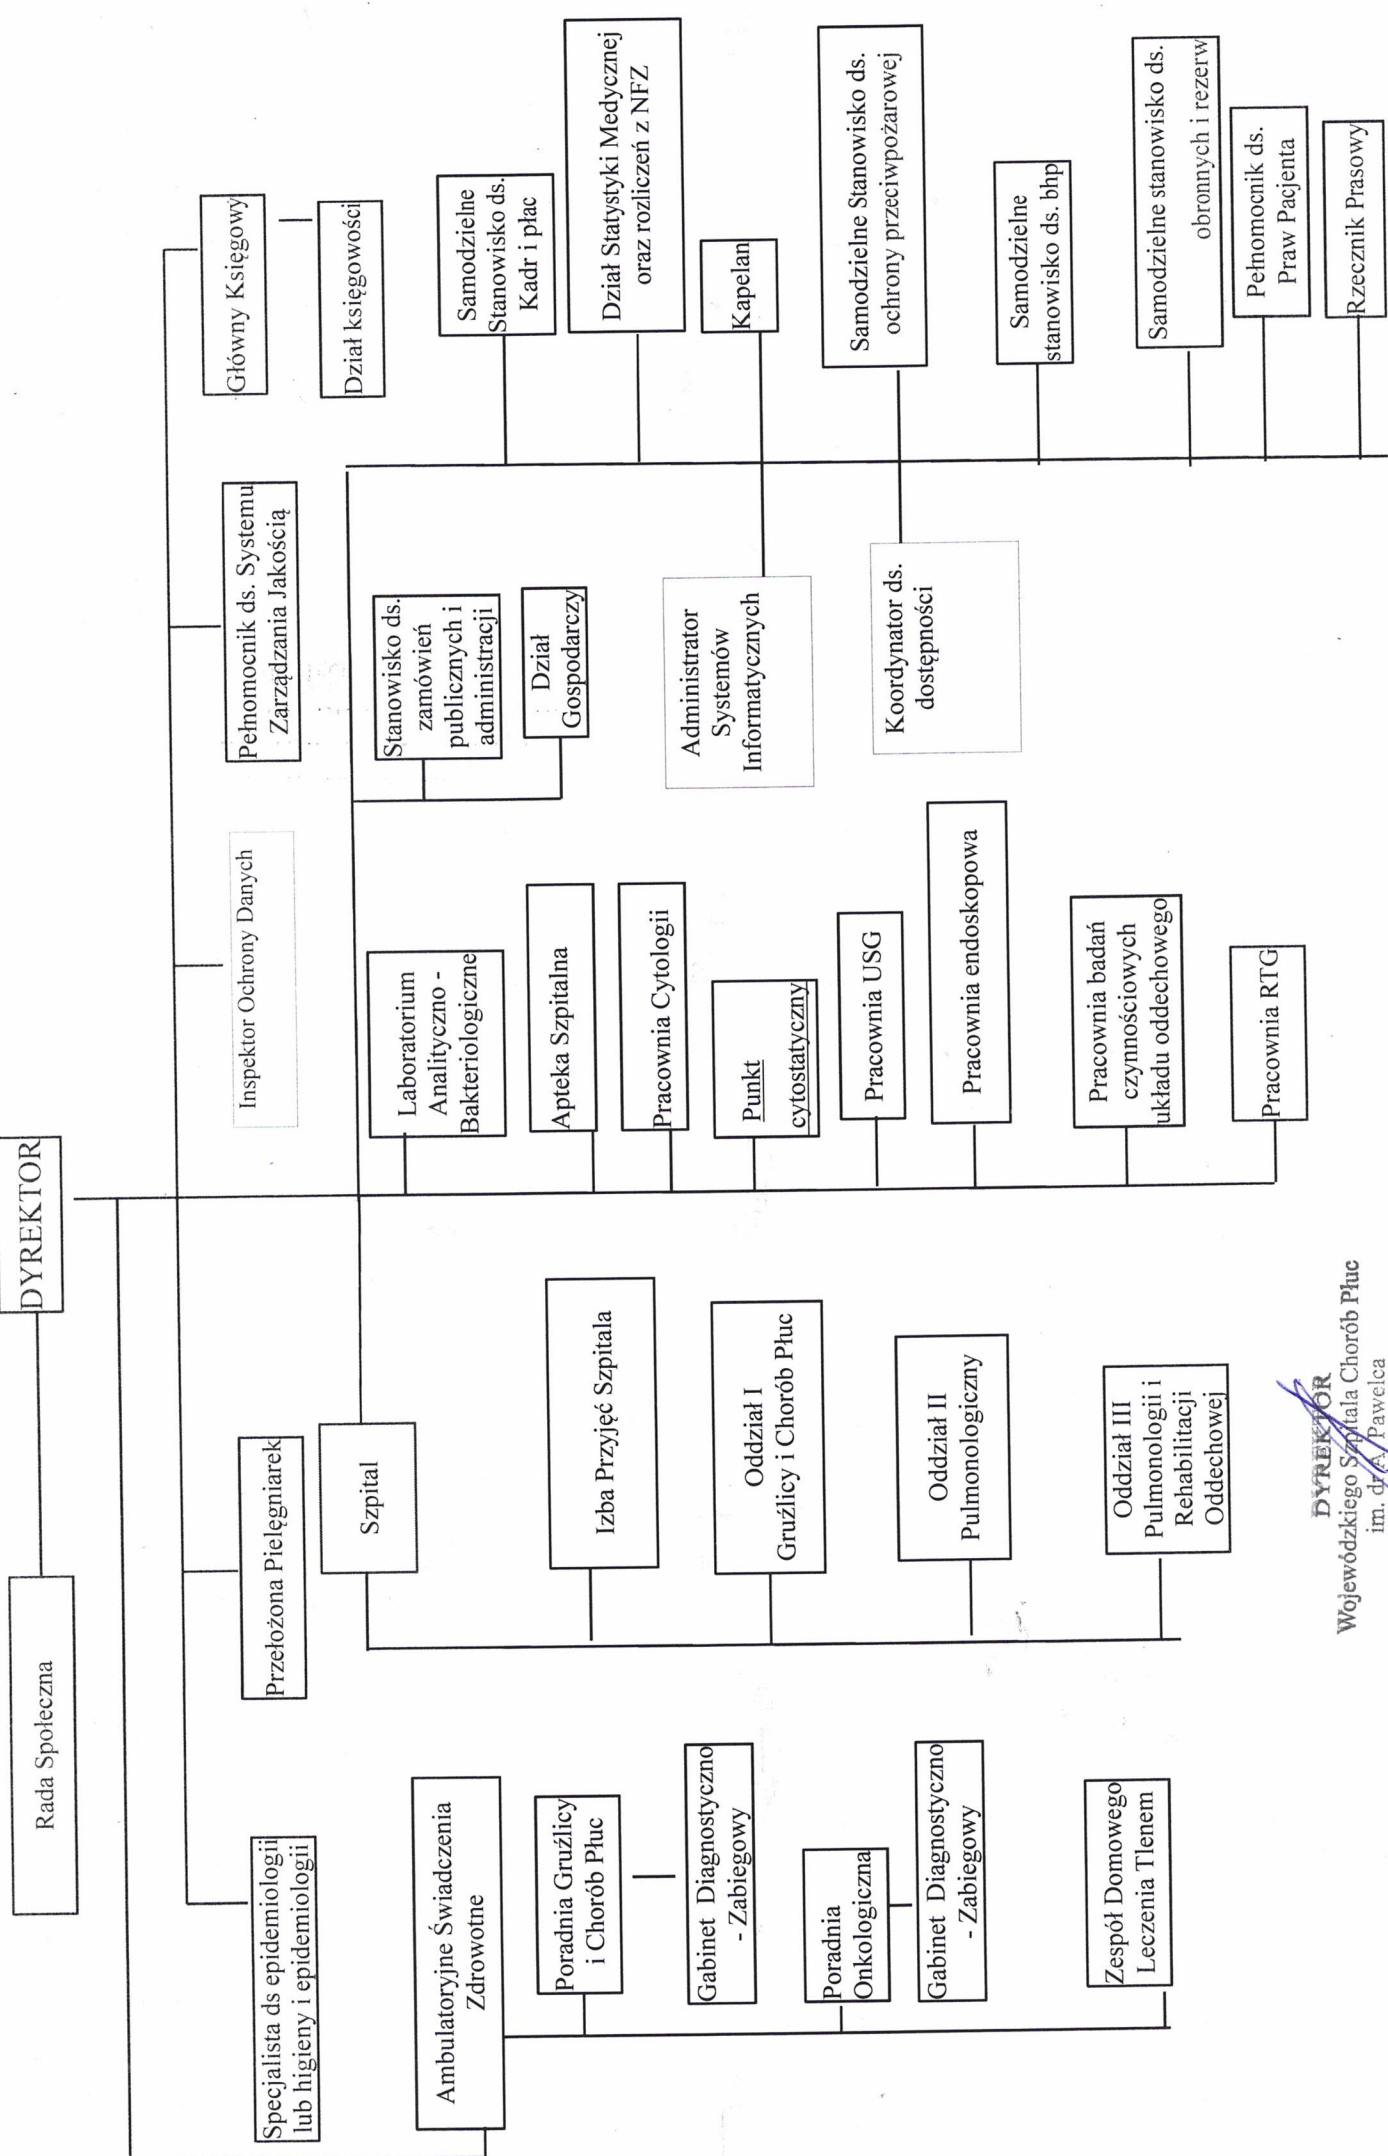 DYREKTOR
Rada Społeczna
Specjalista ds epidemiologii
lub higieny i epidemiologii
Przełożona Pielęgniarek
Inspektor Ochrony Danych
Pełnomocnik ds. Systemu
Zarządzania Jakością
Główny Księgowy
Dział księgowości
Ambulatoryjne Świadczenia
Zdrowotne
Poradnia Gruźlicy
i Chorób Płuc
Gabinet Diagnostyczno
- Zabiegowy
Poradnia
Onkologiczna
Gabinet Diagnostyczno
- Zabiegowy
Zespół Domowego
Leczenia Tlenem
Szpital
Izba Przyjęć Szpitala
Oddział I
Gruźlicy i Chorób Płuc
Oddział II
Pulmonologiczny
Oddział III
Pulmonologii i
Rehabilitacji
Oddechowej
Laboratorium
Analityczno -
Bakteriologiczne
Apteka Szpitalna
Pracownia Cytologii
Punkt
cytostatyczny
Pracownia USG
Pracownia endoskopowa
Pracownia badań
czynnościowych
układu oddechowego
Pracownia RTG
Stanowisko ds.
zamówień
publicznych i
administracji
Dział
Gospodarczy
Administrator
Systemów
Informatycznych
Koordynator ds.
dostępności
Samodzielne
Stanowisko ds.
Kadr i płac
Dział Statystyki Medycznej
oraz rozliczeń z NFZ
Kapelan
Samodzielne Stanowisko ds.
ochrony przeciwpożarowej
Samodzielne
stanowisko ds. bhp
Samodzielne stanowisko ds.
obronnych i rezerw
Pełnomocnik ds.
Praw Pacjenta
Rzecznik Prasowy
DYREKTOR
Wojewódzkiego Szpitala Chorób Płuc
im. dr A. Pawelca